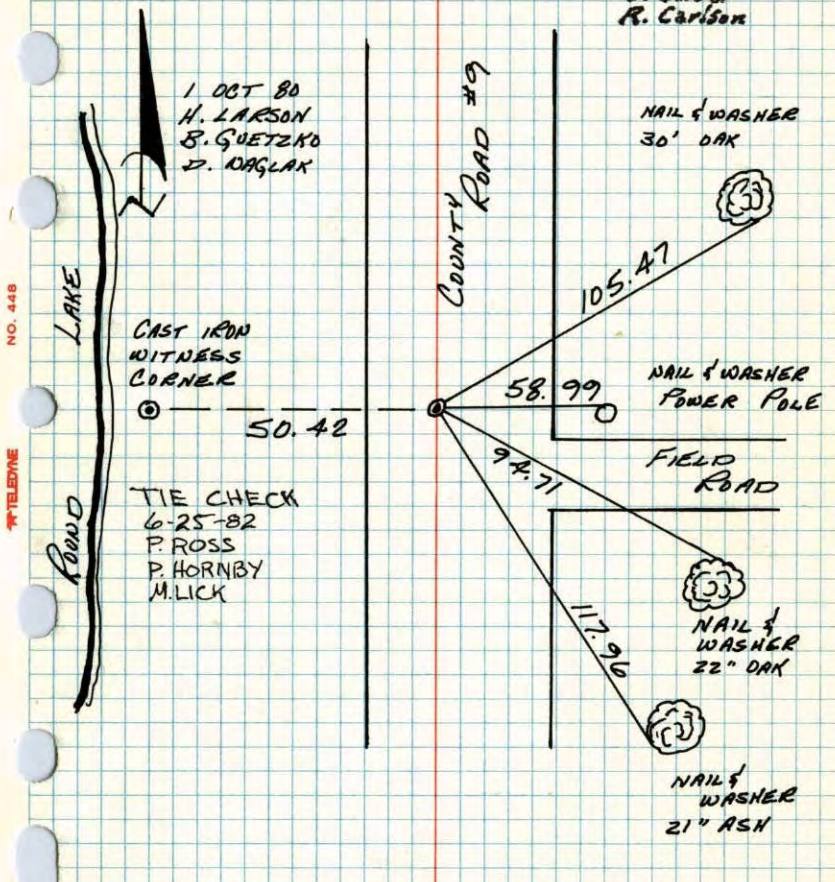 R. Carlson
1 OCT 80
H. LARSON
B. GUETZKO
D. NAGLAK
COUNTY ROAD #9
NAIL & WASHER
30' OAK
105.47
LAKE
CAST IRON
WITNESS
CORNER
50.42
58.99
NAIL & WASHER
POWER POLE
94.71
FIELD
ROAD
ROUND
TIE CHECK
6-25-82
P. ROSS
P. HORNBY
M. LICK
117.96
NAIL &
WASHER
22" OAK
NAIL &
WASHER
21" ASH
NO. 448
TELEDYNE